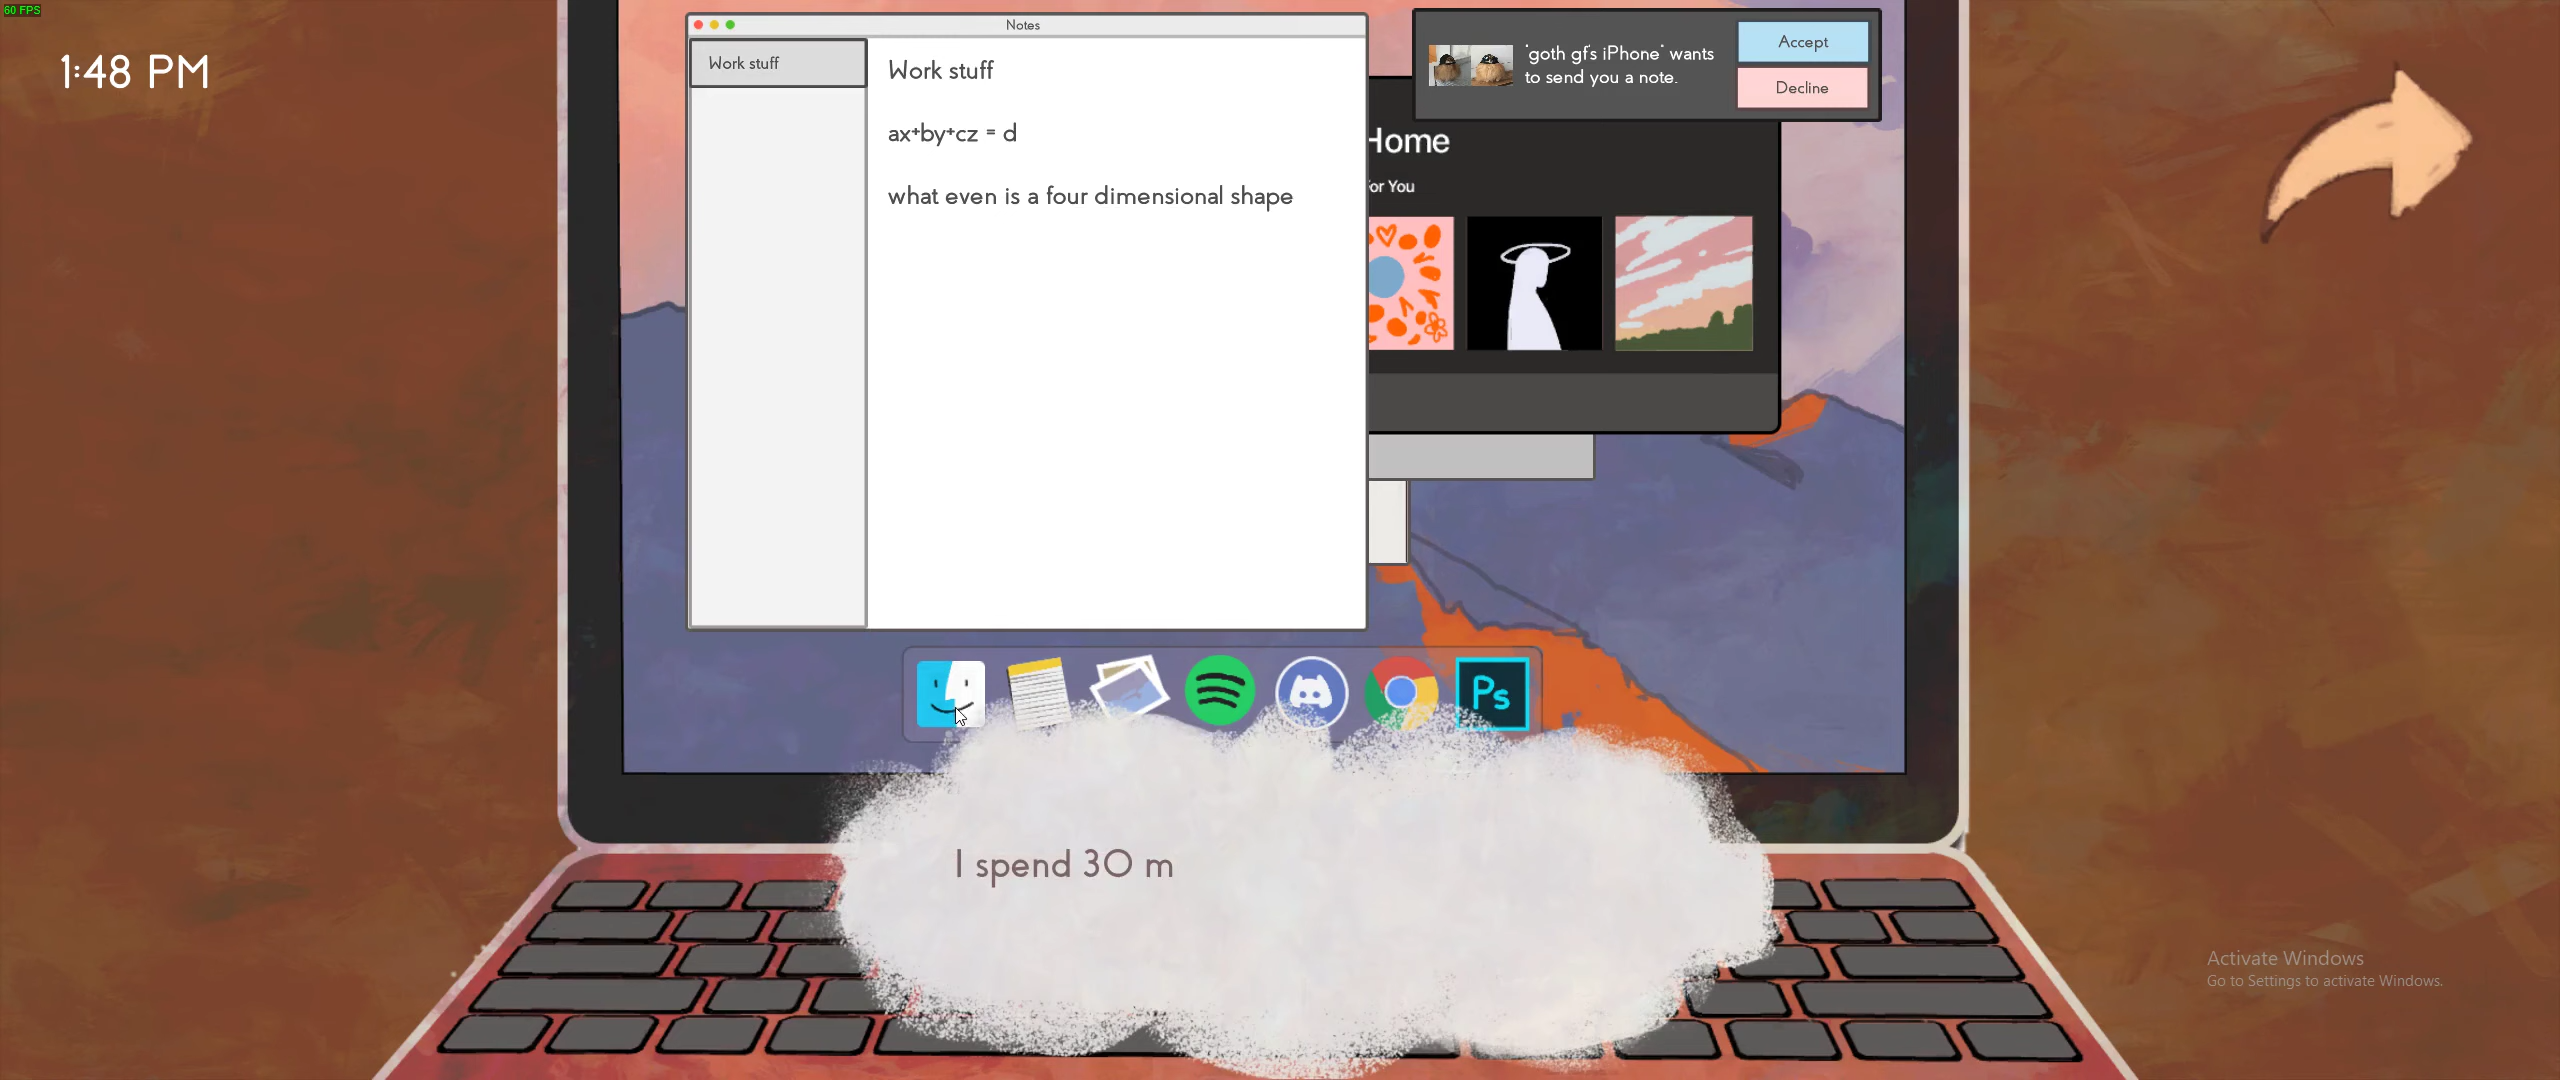 60 FPS
1:48 PM
Notes
Work stuff
Work stuff
ax+by+cz = d
what even is a four dimensional shape
"goth gf's iPhone" wants
to send you a note.
Accept
Decline
Home
For You
Ps
I spend 30 m
Activate Windows
Go to Settings to activate Windows.